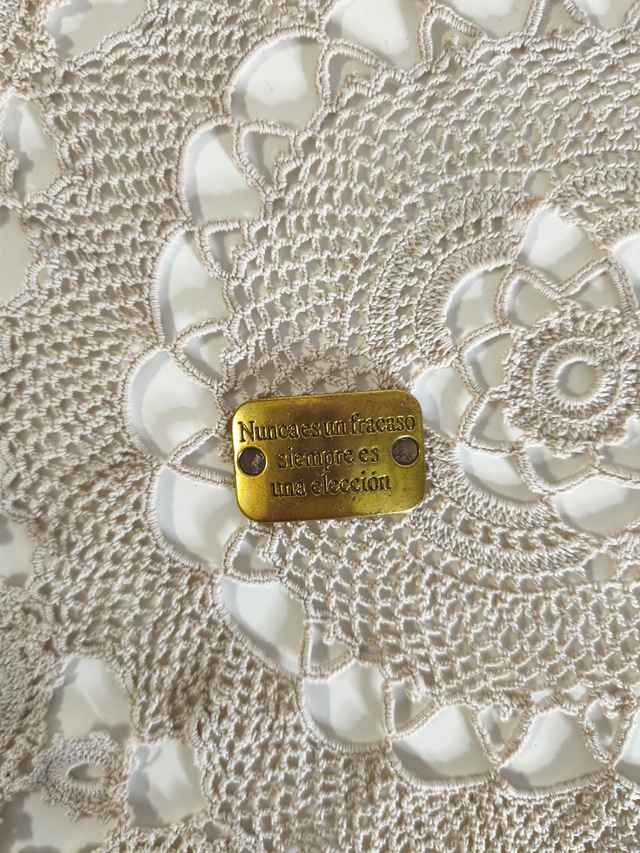 Nunca es un fracaso
siempre es
una elección